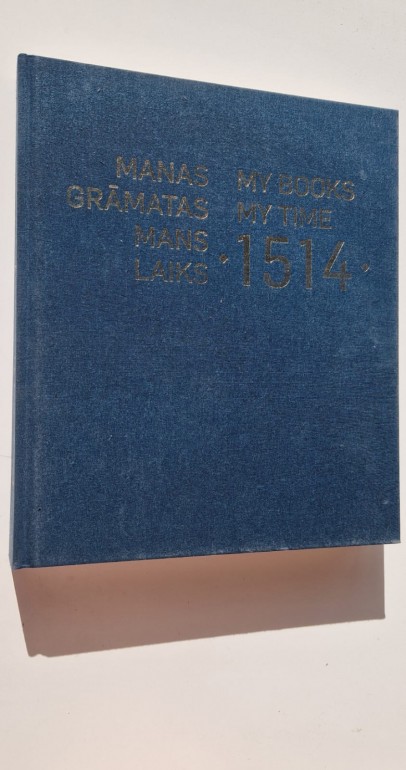 MANAS
GRĀMATAS
MANS
LAIKS
MY BOOKS
MY TIME
·1514·